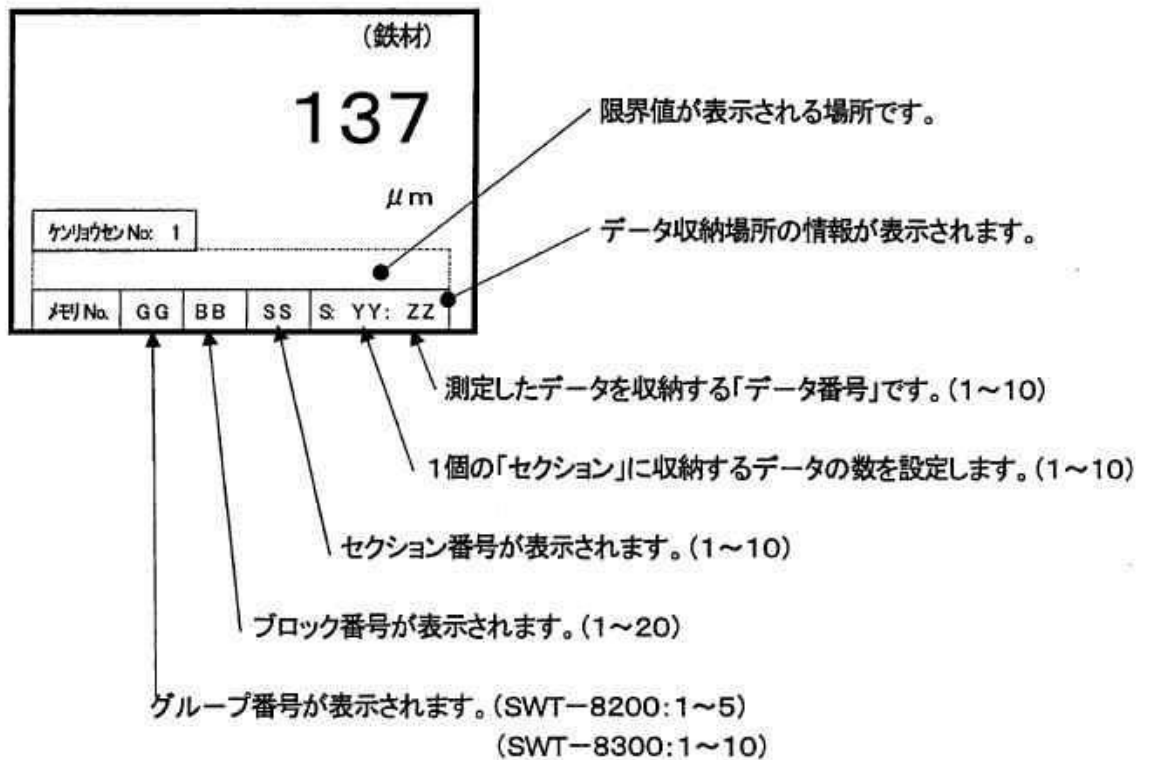 (鉄材)
137
μm
ケンリョウセン No: 1
メモリ No. GG BB SS S: YY: ZZ
限界値が表示される場所です。
データ収納場所の情報が表示されます。
測定したデータを収納する「データ番号」です。(1～10)
1個の「セクション」に収納するデータの数を設定します。(1～10)
セクション番号が表示されます。(1～10)
ブロック番号が表示されます。(1～20)
グループ番号が表示されます。(SWT－8200:1～5)
(SWT－8300:1～10)